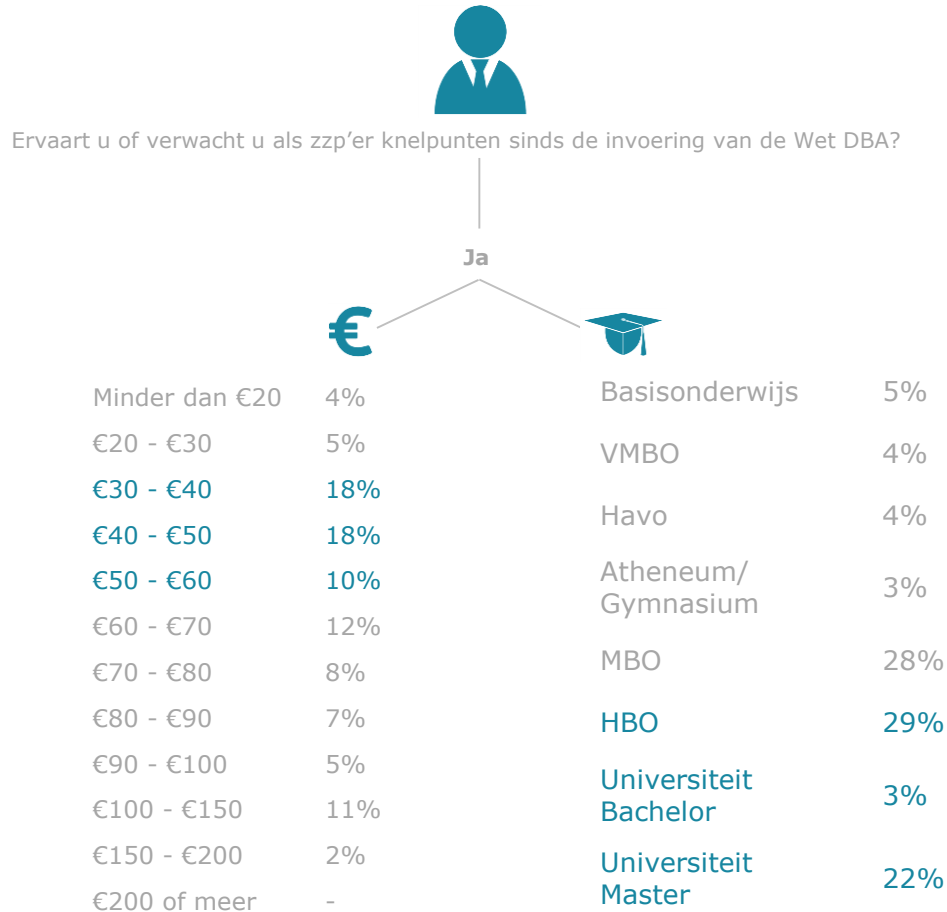 Ervaart u of verwacht u als zzp'er knelpunten sinds de invoering van de Wet DBA?
Ja
€
Minder dan €20 4%
€20 - €30 5%
€30 - €40 18%
€40 - €50 18%
€50 - €60 10%
€60 - €70 12%
€70 - €80 8%
€80 - €90 7%
€90 - €100 5%
€100 - €150 11%
€150 - €200 2%
€200 of meer -
Basisonderwijs 5%
VMBO 4%
Havo 4%
Atheneum/
Gymnasium 3%
MBO 28%
HBO 29%
Universiteit
Bachelor 3%
Universiteit
Master 22%